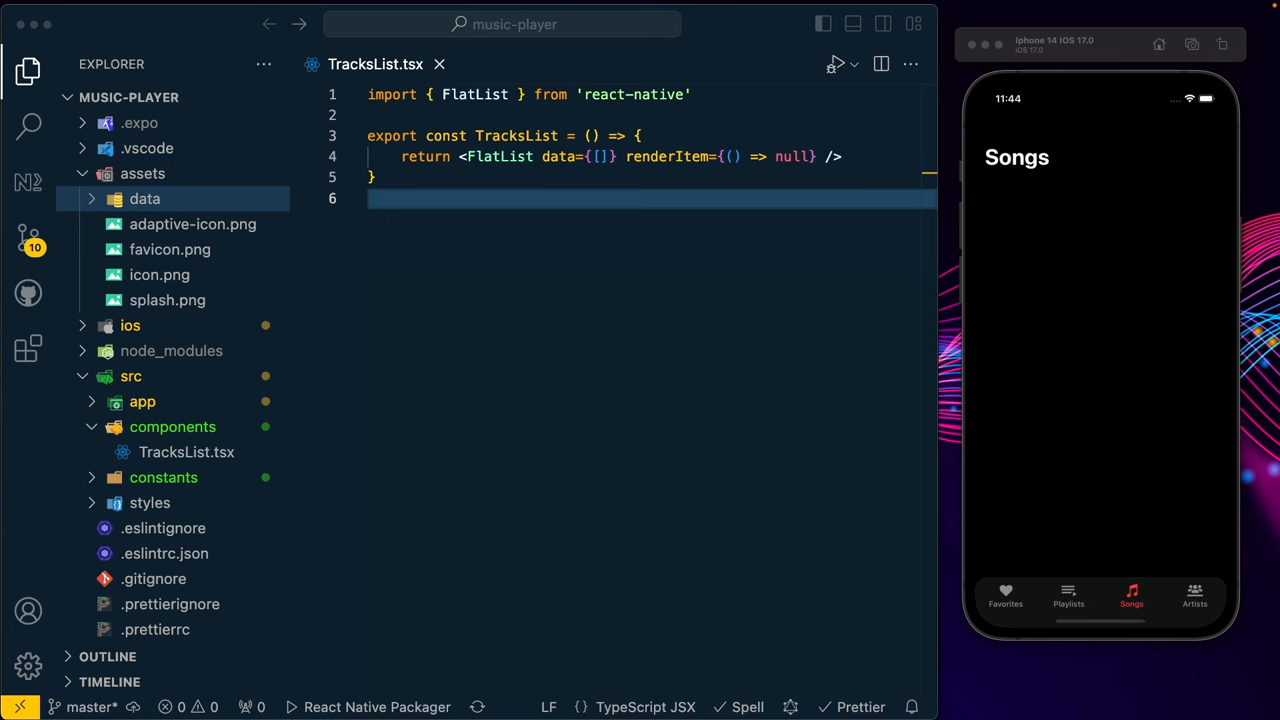 music-player
EXPLORER
MUSIC-PLAYER
.expo
.vscode
assets
data
adaptive-icon.png
favicon.png
icon.png
splash.png
ios
node_modules
src
app
components
TracksList.tsx
constants
styles
.eslintignore
.eslintrc.json
.gitignore
.prettierignore
.prettierrc
OUTLINE
TIMELINE
10
TracksList.tsx
1 import { FlatList } from 'react-native'
2
3 export const TracksList = () => {
4 return <FlatList data={[]} renderItem={() => null} />
5 }
6
master* 0 0 0 React Native Packager LF {} TypeScript JSX Spell Prettier
Iphone 14 IOS 17.0
iOS 17.0
11:44
Songs
Favorites Playlists Songs Artists